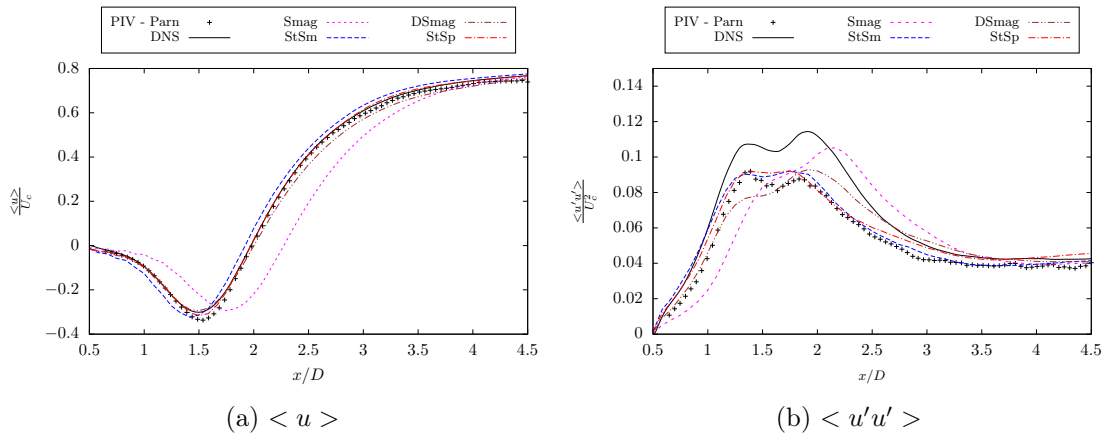 PIV - Parn
DNS
Smag
StSm
DSmag
StSp
<u>
U_c
0.8
0.6
0.4
0.2
0
−0.2
−0.4
0.5 1 1.5 2 2.5 3 3.5 4 4.5
x/D
(a) < u >
PIV - Parn
DNS
Smag
StSm
DSmag
StSp
<u′u′>
U_c^2
0.14
0.12
0.1
0.08
0.06
0.04
0.02
0
0.5 1 1.5 2 2.5 3 3.5 4 4.5
x/D
(b) < u′u′ >